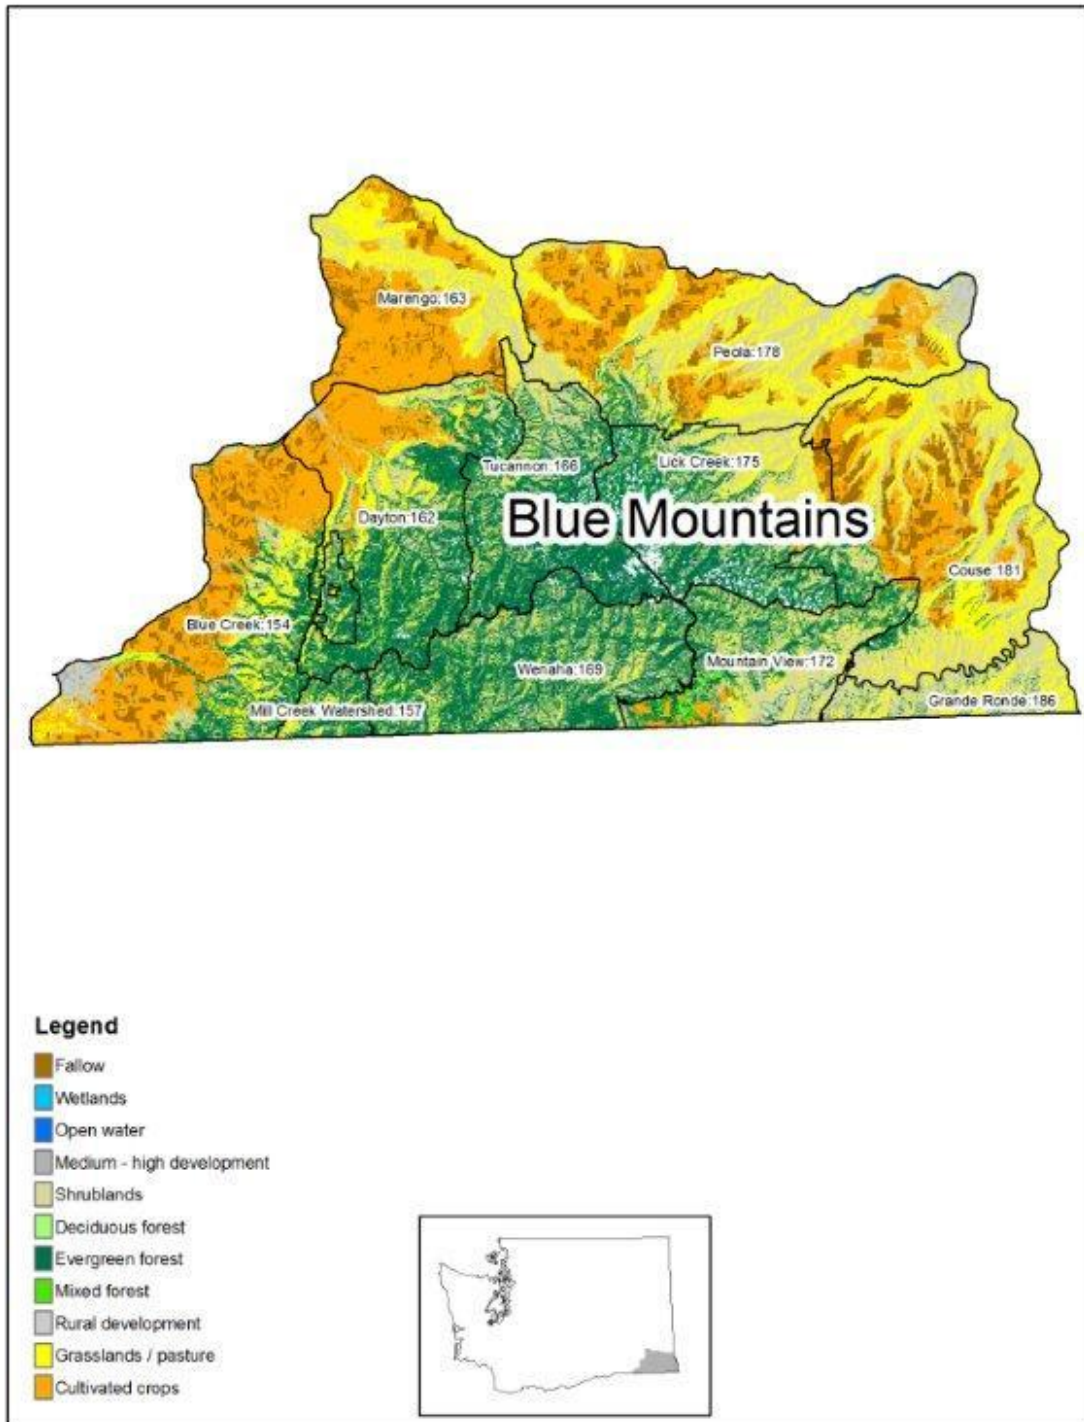 Marengo:163
Peola:178
Tucannon:166
Lick Creek:175
Blue Mountains
Dayton:162
Couse:181
Blue Creek:154
Wenaha:169
Mountain View:172
Mill Creek Watershed:157
Grande Ronde:186
Legend
Fallow
Wetlands
Open water
Medium - high development
Shrublands
Deciduous forest
Evergreen forest
Mixed forest
Rural development
Grasslands / pasture
Cultivated crops